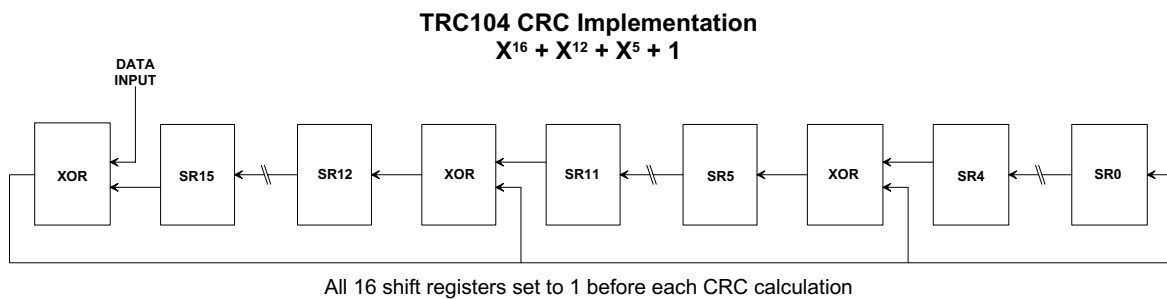 TRC104 CRC Implementation
X¹⁶ + X¹² + X⁵ + 1
DATA
INPUT
XOR
SR15
SR12
XOR
SR11
SR5
XOR
SR4
SR0
All 16 shift registers set to 1 before each CRC calculation